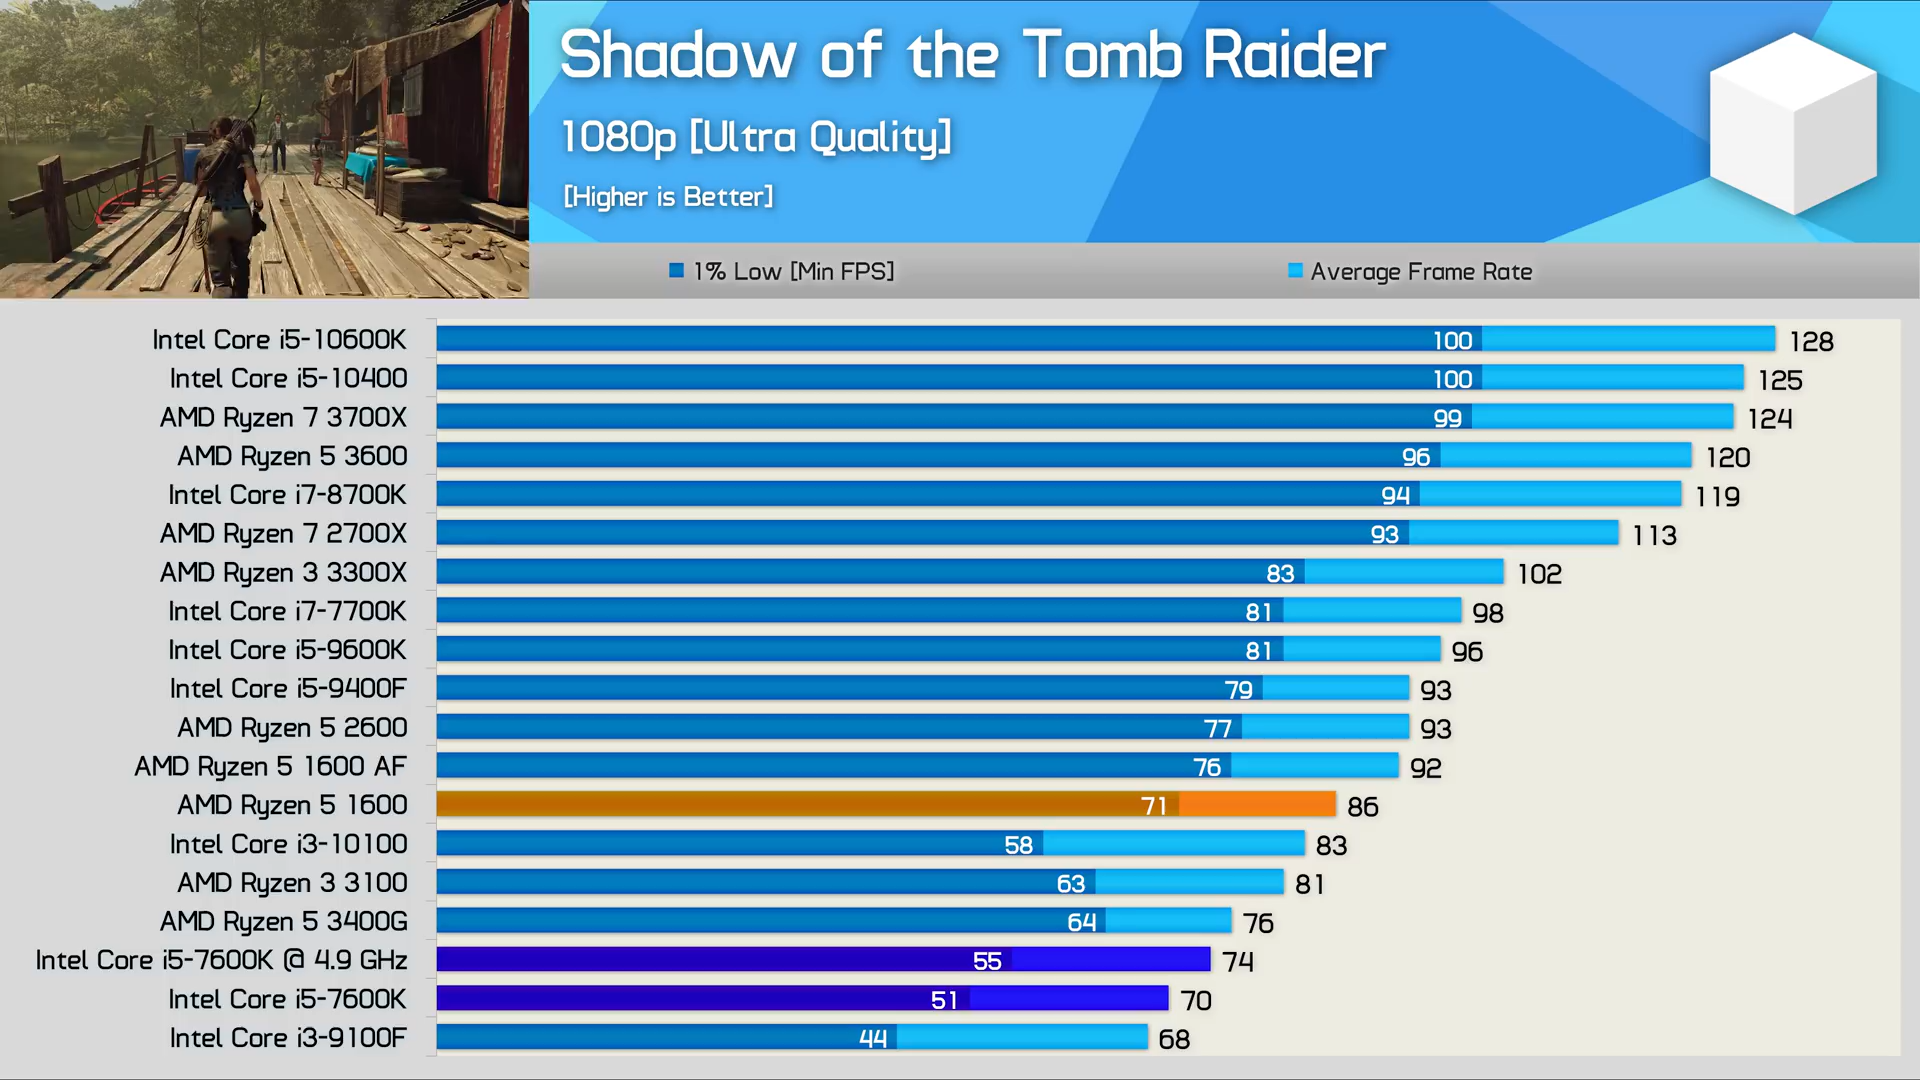 Shadow of the Tomb Raider
1080p [Ultra Quality]
[Higher is Better]
1% Low [Min FPS] Average Frame Rate
Intel Core i5-10600K 100 128
Intel Core i5-10400 100 125
AMD Ryzen 7 3700X 99 124
AMD Ryzen 5 3600 96 120
Intel Core i7-8700K 94 119
AMD Ryzen 7 2700X 93 113
AMD Ryzen 3 3300X 83 102
Intel Core i7-7700K 81 98
Intel Core i5-9600K 81 96
Intel Core i5-9400F 79 93
AMD Ryzen 5 2600 77 93
AMD Ryzen 5 1600 AF 76 92
AMD Ryzen 5 1600 71 86
Intel Core i3-10100 58 83
AMD Ryzen 3 3100 63 81
AMD Ryzen 5 3400G 64 76
Intel Core i5-7600K @ 4.9 GHz 55 74
Intel Core i5-7600K 51 70
Intel Core i3-9100F 44 68